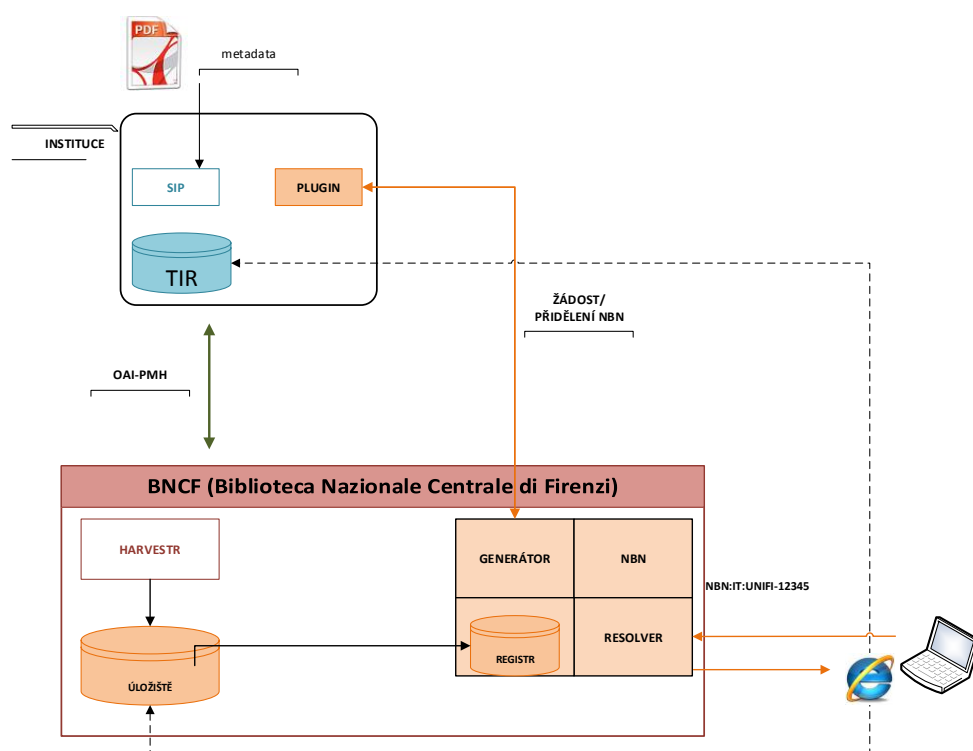 PDF
metadata
INSTITUCE
SIP
PLUGIN
TIR
ŽÁDOST/
PŘIDĚLENÍ NBN
OAI-PMH
BNCF (Biblioteca Nazionale Centrale di Firenzi)
HARVESTR
GENERÁTOR
NBN
NBN:IT:UNIFI-12345
RESOLVER
REGISTR
ÚLOŽIŠTĚ